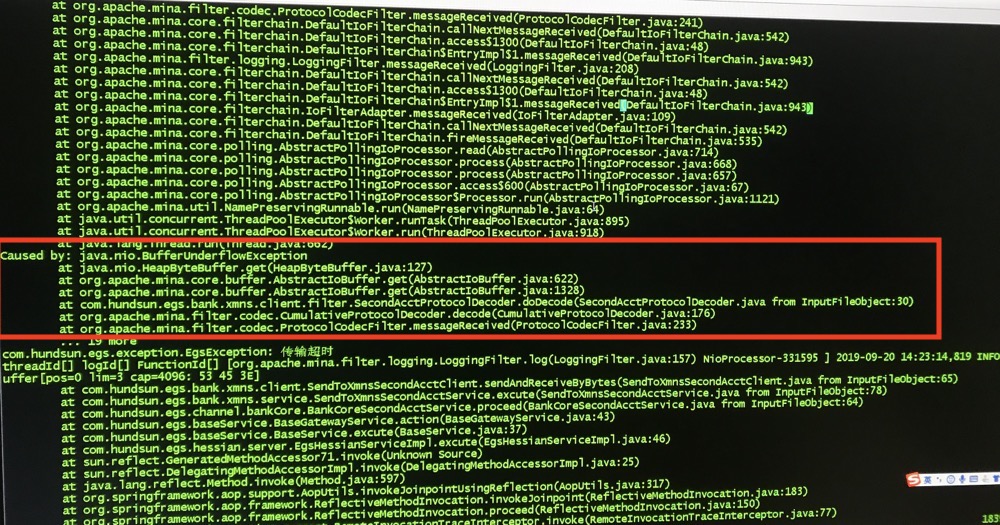 at org.apache.mina.filter.codec.ProtocolCodecFilter.messageReceived(ProtocolCodecFilter.java:241)
at org.apache.mina.core.filterchain.DefaultIoFilterChain.callNextMessageReceived(DefaultIoFilterChain.java:542)
at org.apache.mina.core.filterchain.DefaultIoFilterChain.access$1300(DefaultIoFilterChain.java:48)
at org.apache.mina.core.filterchain.DefaultIoFilterChain$EntryImpl$1.messageReceived(DefaultIoFilterChain.java:943)
at org.apache.mina.filter.logging.LoggingFilter.messageReceived(LoggingFilter.java:208)
at org.apache.mina.core.filterchain.DefaultIoFilterChain.callNextMessageReceived(DefaultIoFilterChain.java:542)
at org.apache.mina.core.filterchain.DefaultIoFilterChain.access$1300(DefaultIoFilterChain.java:48)
at org.apache.mina.core.filterchain.DefaultIoFilterChain$EntryImpl$1.messageReceived(DefaultIoFilterChain.java:943)
at org.apache.mina.core.filterchain.IoFilterAdapter.messageReceived(IoFilterAdapter.java:109)
at org.apache.mina.core.filterchain.DefaultIoFilterChain.callNextMessageReceived(DefaultIoFilterChain.java:542)
at org.apache.mina.core.filterchain.DefaultIoFilterChain.fireMessageReceived(DefaultIoFilterChain.java:535)
at org.apache.mina.core.polling.AbstractPollingIoProcessor.read(AbstractPollingIoProcessor.java:714)
at org.apache.mina.core.polling.AbstractPollingIoProcessor.process(AbstractPollingIoProcessor.java:668)
at org.apache.mina.core.polling.AbstractPollingIoProcessor.process(AbstractPollingIoProcessor.java:657)
at org.apache.mina.core.polling.AbstractPollingIoProcessor.access$600(AbstractPollingIoProcessor.java:67)
at org.apache.mina.core.polling.AbstractPollingIoProcessor$Processor.run(AbstractPollingIoProcessor.java:1121)
at org.apache.mina.util.NamePreservingRunnable.run(NamePreservingRunnable.java:64)
at java.util.concurrent.ThreadPoolExecutor$Worker.runTask(ThreadPoolExecutor.java:895)
at java.util.concurrent.ThreadPoolExecutor$Worker.run(ThreadPoolExecutor.java:918)
at java.lang.Thread.run(Thread.java:662)
Caused by: java.nio.BufferUnderflowException
at java.nio.HeapByteBuffer.get(HeapByteBuffer.java:127)
at org.apache.mina.core.buffer.AbstractIoBuffer.get(AbstractIoBuffer.java:622)
at org.apache.mina.core.buffer.AbstractIoBuffer.get(AbstractIoBuffer.java:1328)
at com.hundsun.egs.bank.xmns.client.filter.SecondAcctProtocolDecoder.doDecode(SecondAcctProtocolDecoder.java from InputFileObject:30)
at org.apache.mina.filter.codec.CumulativeProtocolDecoder.decode(CumulativeProtocolDecoder.java:176)
at org.apache.mina.filter.codec.ProtocolCodecFilter.messageReceived(ProtocolCodecFilter.java:233)
... 19 more
com.hundsun.egs.exception.EgsException: 传输超时
threadId[] logId[] FunctionId[] [org.apache.mina.filter.logging.LoggingFilter.log(LoggingFilter.java:157) NioProcessor-331595 ] 2019-09-20 14:23:14,819 INFO
uffer[pos=0 lim=3 cap=4096: 53 45 3E]
at com.hundsun.egs.bank.xmns.client.SendToXmnsSecondAcctClient.sendAndReceiveByBytes(SendToXmnsSecondAcctClient.java from InputFileObject:65)
at com.hundsun.egs.bank.xmns.service.SendToXmnsSecondAcctService.excute(SendToXmnsSecondAcctService.java from InputFileObject:78)
at com.hundsun.egs.channel.bankCore.BankCoreSecondAcctService.proceed(BankCoreSecondAcctService.java from InputFileObject:64)
at com.hundsun.egs.baseService.BaseGatewayService.action(BaseGatewayService.java:43)
at com.hundsun.egs.baseService.BaseService.excute(BaseService.java:37)
at com.hundsun.egs.hessian.server.EgsHessianServiceImpl.excute(EgsHessianServiceImpl.java:46)
at sun.reflect.GeneratedMethodAccessor71.invoke(Unknown Source)
at sun.reflect.DelegatingMethodAccessorImpl.invoke(DelegatingMethodAccessorImpl.java:25)
at java.lang.reflect.Method.invoke(Method.java:597)
at org.springframework.aop.support.AopUtils.invokeJoinpointUsingReflection(AopUtils.java:317)
at org.springframework.aop.framework.ReflectiveMethodInvocation.invokeJoinpoint(ReflectiveMethodInvocation.java:183)
at org.springframework.aop.framework.ReflectiveMethodInvocation.proceed(ReflectiveMethodInvocation.java:150)
英
183